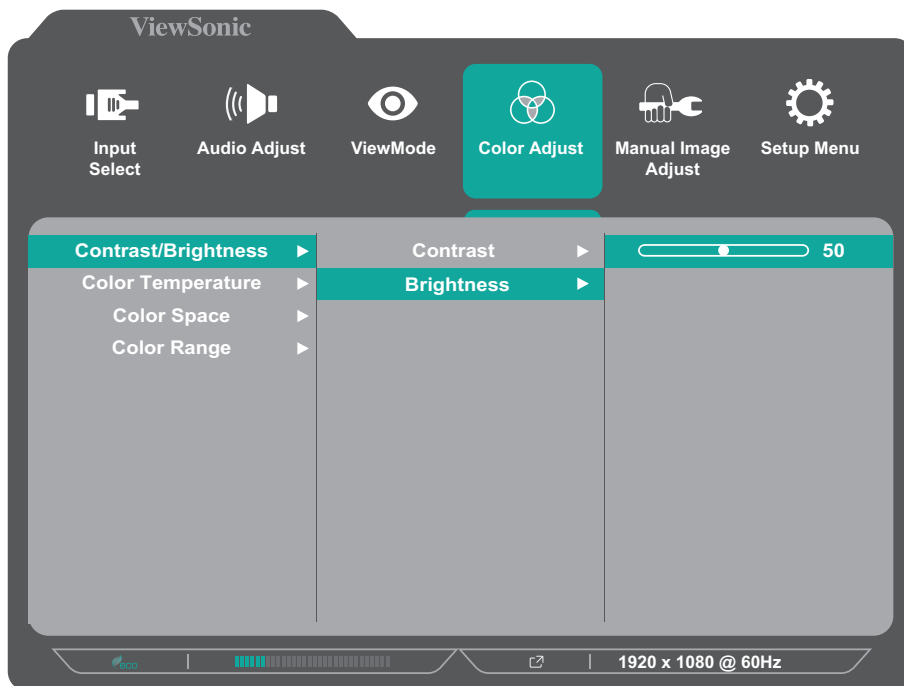 ViewSonic
Input
Select
Audio Adjust
ViewMode
Color Adjust
Manual Image
Adjust
Setup Menu
Contrast/Brightness
Contrast
50
Color Temperature
Brightness
Color Space
Color Range
eco
1920 x 1080 @ 60Hz